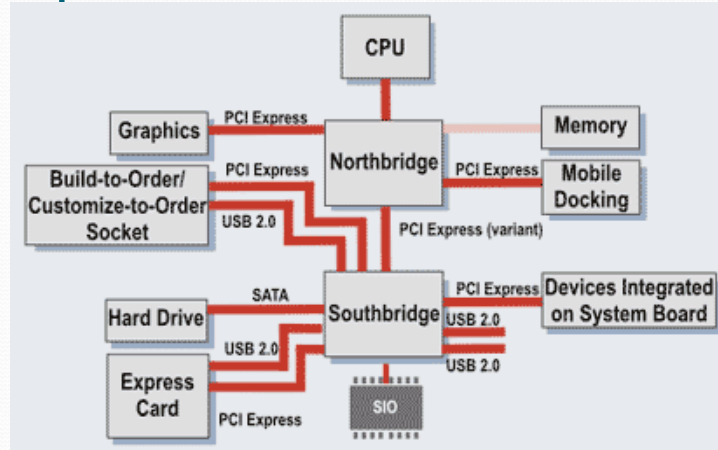 CPU
PCI Express
Graphics
Memory
Northbridge
PCI Express
Build-to-Order/
Customize-to-Order
Socket
PCI Express
Mobile
Docking
USB 2.0
PCI Express (variant)
SATA
PCI Express
Devices Integrated
on System Board
Hard Drive
Southbridge
USB 2.0
USB 2.0
USB 2.0
Express
Card
PCI Express
SIO